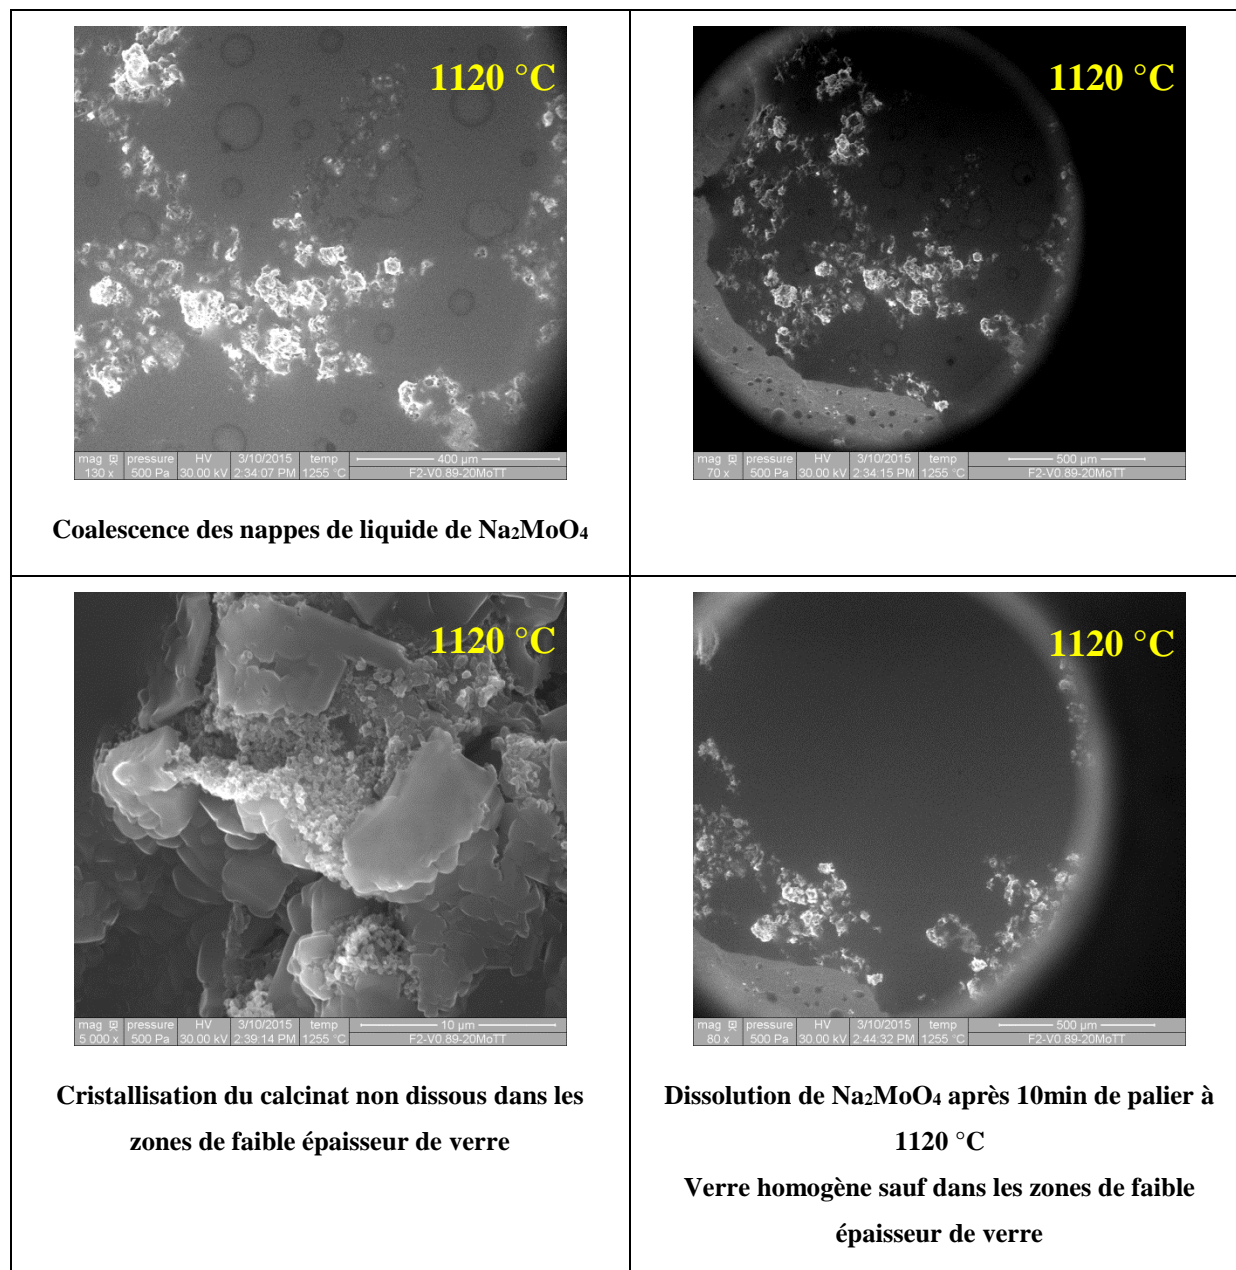 1120 °C
mag pressure HV 3/10/2015 temp 400 µm
130 x 500 Pa 30.00 kV 2:34:07 PM 1255 °C F2-V0.89-20MoTT
Coalescence des nappes de liquide de Na₂MoO₄
1120 °C
mag pressure HV 3/10/2015 temp 500 µm
70 x 500 Pa 30.00 kV 2:34:15 PM 1255 °C F2-V0.89-20MoTT
1120 °C
mag pressure HV 3/10/2015 temp 10 µm
5 000 x 500 Pa 30.00 kV 2:39:14 PM 1255 °C F2-V0.89-20MoTT
Cristallisation du calcinat non dissous dans les
zones de faible épaisseur de verre
1120 °C
mag pressure HV 3/10/2015 temp 500 µm
80 x 500 Pa 30.00 kV 2:44:32 PM 1255 °C F2-V0.89-20MoTT
Dissolution de Na₂MoO₄ après 10min de palier à
1120 °C
Verre homogène sauf dans les zones de faible
épaisseur de verre